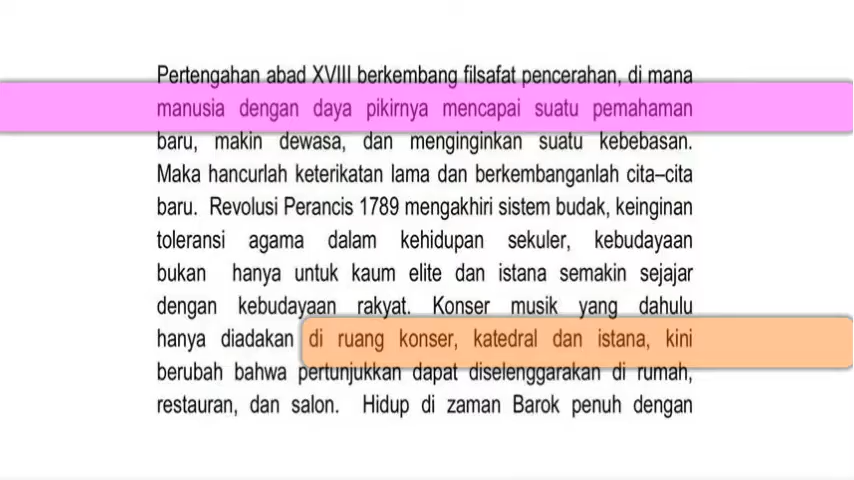 Pertengahan abad XVIII berkembang filsafat pencerahan, di mana
manusia dengan daya pikirnya mencapai suatu pemahaman
baru, makin dewasa, dan menginginkan suatu kebebasan.
Maka hancurlah keterikatan lama dan berkembanganlah cita–cita
baru. Revolusi Perancis 1789 mengakhiri sistem budak, keinginan
toleransi agama dalam kehidupan sekuler, kebudayaan
bukan hanya untuk kaum elite dan istana semakin sejajar
dengan kebudayaan rakyat. Konser musik yang dahulu
hanya diadakan di ruang konser, katedral dan istana, kini
berubah bahwa pertunjukkan dapat diselenggarakan di rumah,
restauran, dan salon. Hidup di zaman Barok penuh dengan